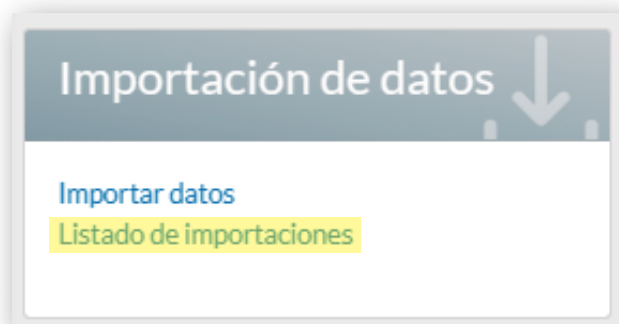 Importación de datos
Importar datos
Listado de importaciones